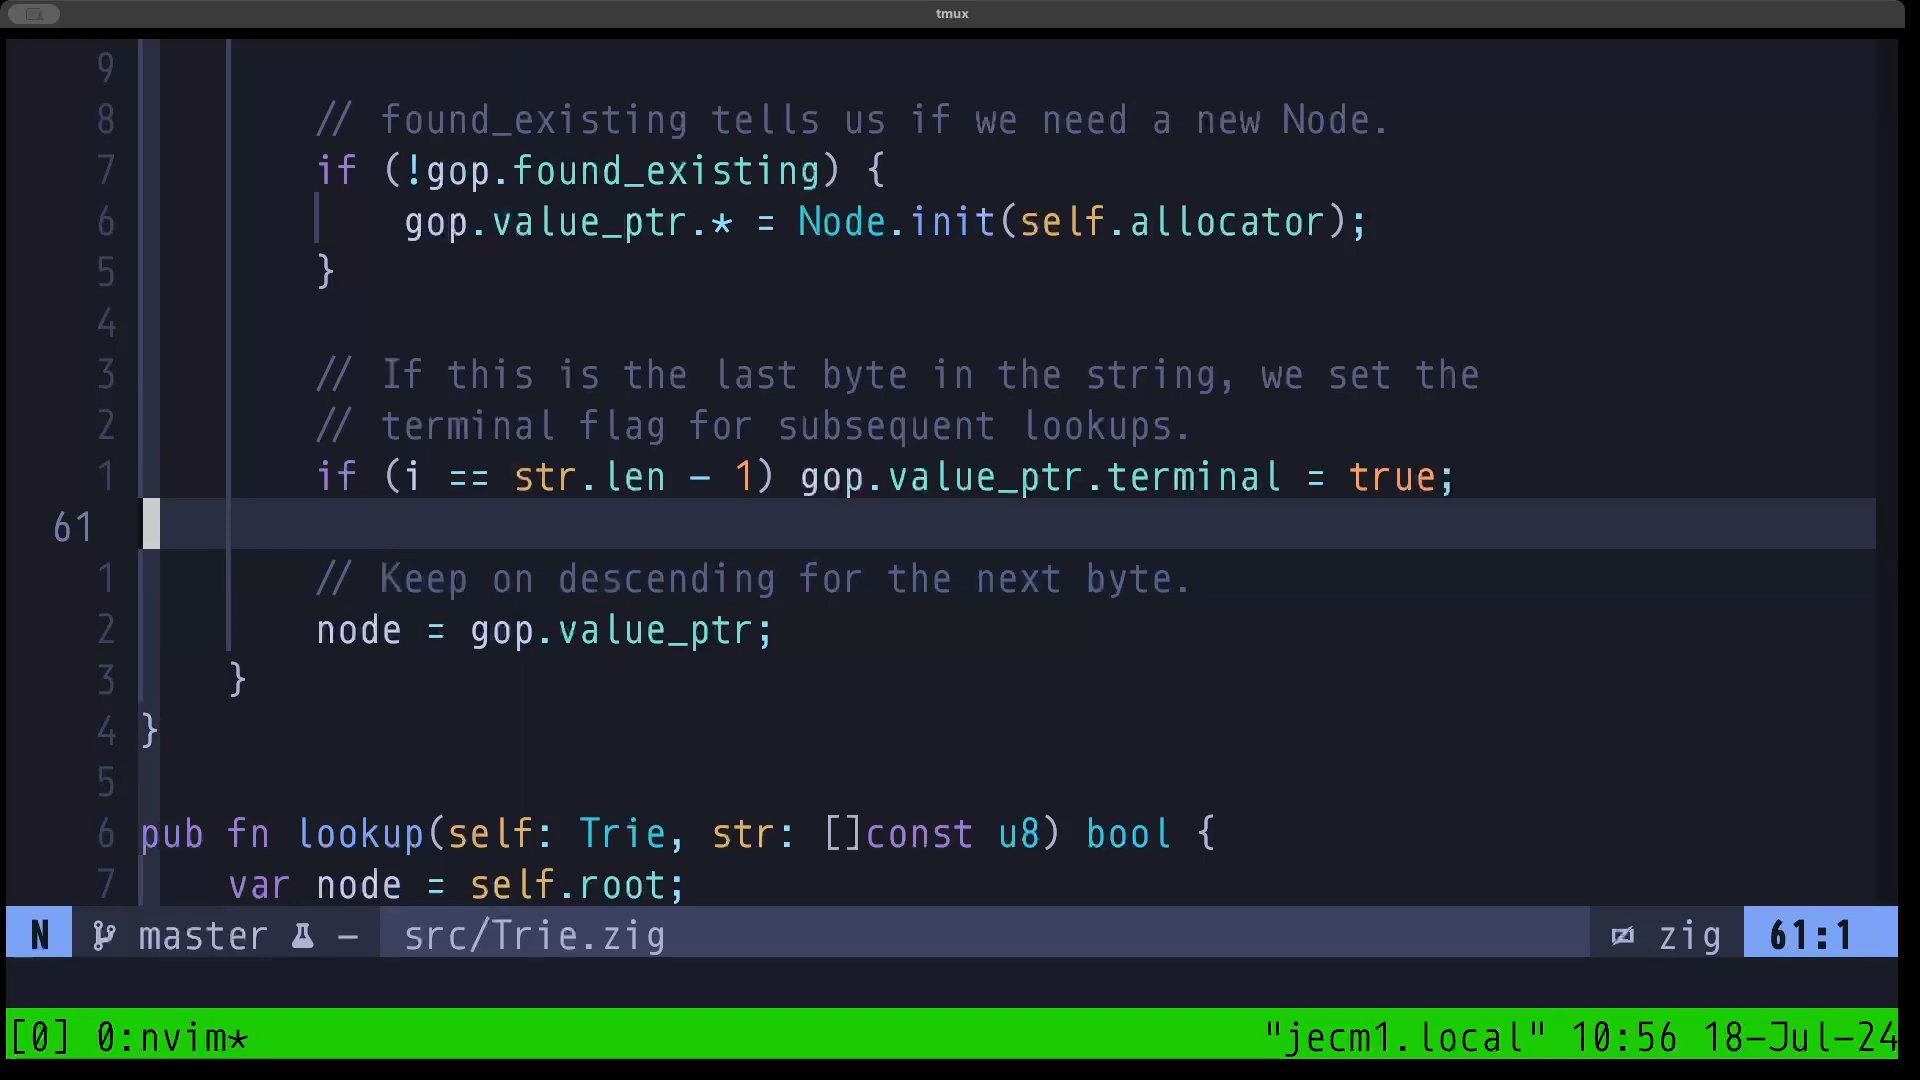 tmux
9
8 // found_existing tells us if we need a new Node.
7 if (!gop.found_existing) {
6 gop.value_ptr.* = Node.init(self.allocator);
5 }
4
3 // If this is the last byte in the string, we set the
2 // terminal flag for subsequent lookups.
1 if (i == str.len - 1) gop.value_ptr.terminal = true;
61
1 // Keep on descending for the next byte.
2 node = gop.value_ptr;
3 }
4 }
5
6 pub fn lookup(self: Trie, str: []const u8) bool {
7 var node = self.root;
N master - src/Trie.zig zig 61:1
[0] 0:nvim* "jecm1.local" 10:56 18-Jul-24